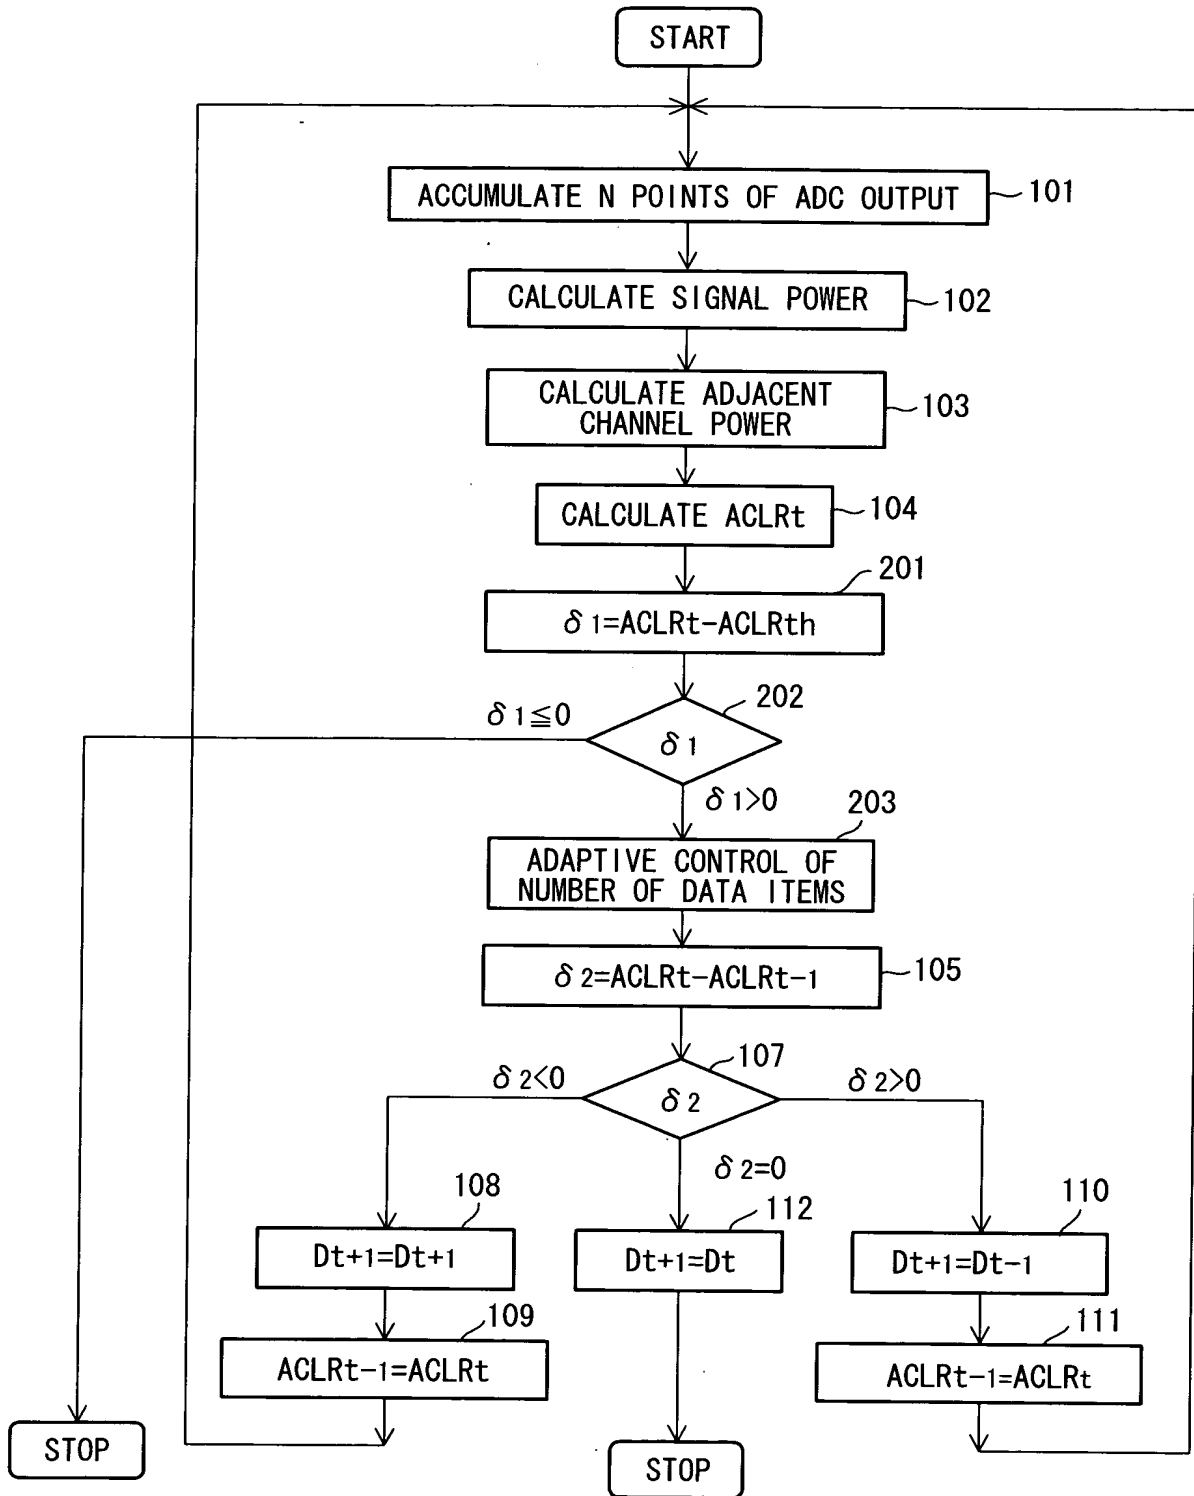 START
ACCUMULATE N POINTS OF ADC OUTPUT
101
CALCULATE SIGNAL POWER
102
CALCULATE ADJACENT
CHANNEL POWER
103
CALCULATE ACLRt
104
201
δ1=ACLRt-ACLRth
202
δ1≦0
δ1
δ1>0
203
ADAPTIVE CONTROL OF
NUMBER OF DATA ITEMS
δ2=ACLRt-ACLRt-1
105
107
δ2<0
δ2
δ2>0
δ2=0
108
112
110
Dt+1=Dt+1
Dt+1=Dt
Dt+1=Dt-1
109
111
ACLRt-1=ACLRt
ACLRt-1=ACLRt
STOP
STOP